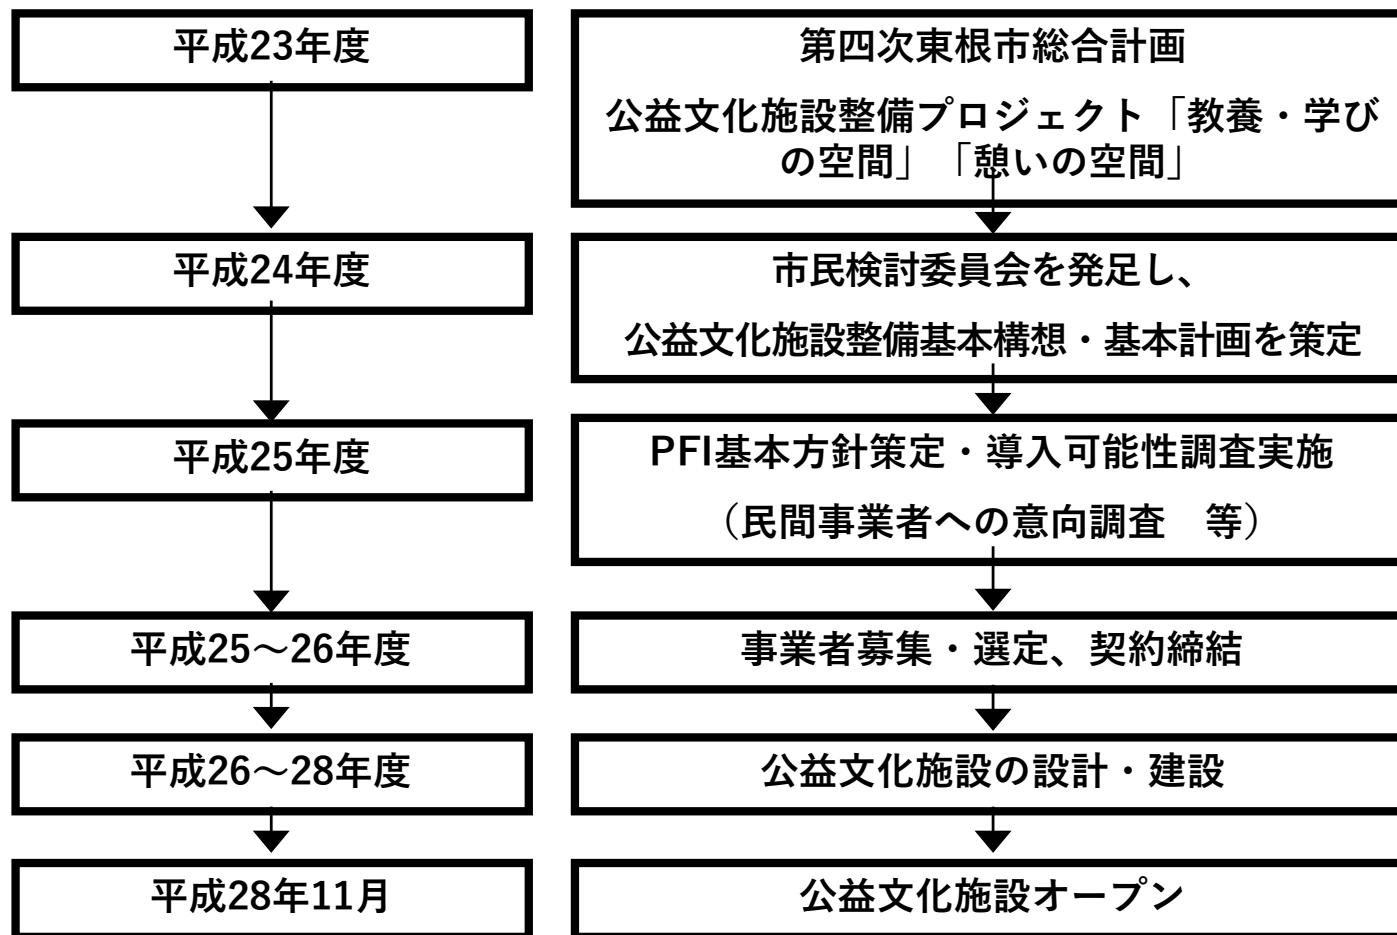 平成23年度
第四次東根市総合計画
公益文化施設整備プロジェクト「教養・学び
の空間」「憩いの空間」
平成24年度
市民検討委員会を発足し、
公益文化施設整備基本構想・基本計画を策定
平成25年度
PFI基本方針策定・導入可能性調査実施
（民間事業者への意向調査　等）
平成25～26年度
事業者募集・選定、契約締結
平成26～28年度
公益文化施設の設計・建設
平成28年11月
公益文化施設オープン